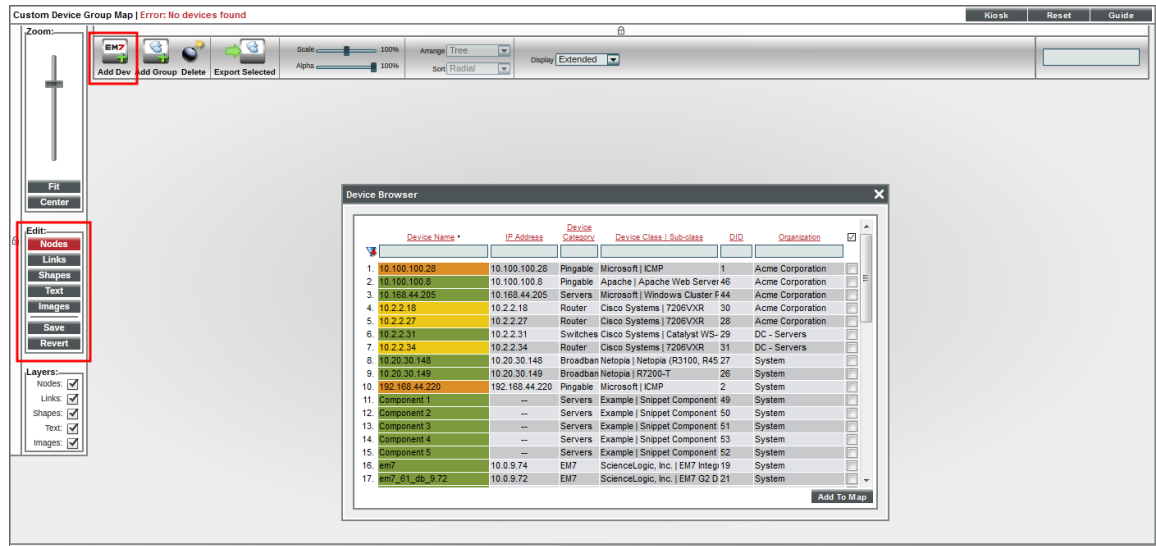 Custom Device Group Map | Error: No devices found
Kiosk Reset Guide
Zoom:
EM7
Add Dev Add Group Delete Export Selected
Scale 100%
Alpha 100%
Arrange Tree
Sort Radial
Display Extended
Fit
Center
Edit:
Nodes
Links
Shapes
Text
Images
Save
Revert
Layers:
Nodes:
Links:
Shapes:
Text:
Images:
Device Browser
Device Name IP Address Device Category Device Class | Sub-class DID Organization
1. 10.100.100.28 10.100.100.28 Pingable Microsoft | ICMP 1 Acme Corporation
2. 10.100.100.8 10.100.100.8 Pingable Apache | Apache Web Server 46 Acme Corporation
3. 10.168.44.205 10.168.44.205 Servers Microsoft | Windows Cluster P 44 Acme Corporation
4. 10.2.2.18 10.2.2.18 Router Cisco Systems | 7206VXR 30 Acme Corporation
5. 10.2.2.27 10.2.2.27 Router Cisco Systems | 7206VXR 28 Acme Corporation
6. 10.2.2.31 10.2.2.31 Switches Cisco Systems | Catalyst WS- 29 DC - Servers
7. 10.2.2.34 10.2.2.34 Router Cisco Systems | 7206VXR 31 DC - Servers
8. 10.20.30.148 10.20.30.148 Broadban Netopia | Netopia (R3100, R45 27 System
9. 10.20.30.149 10.20.30.149 Broadban Netopia | R7200-T 26 System
10. 192.168.44.220 192.168.44.220 Pingable Microsoft | ICMP 2 System
11. Component 1 -- Servers Example | Snippet Component 49 System
12. Component 2 -- Servers Example | Snippet Component 50 System
13. Component 3 -- Servers Example | Snippet Component 51 System
14. Component 4 -- Servers Example | Snippet Component 53 System
15. Component 5 -- Servers Example | Snippet Component 52 System
16. em7 10.0.9.74 EM7 ScienceLogic, Inc. | EM7 Integr 19 System
17. em7_61_db_9.72 10.0.9.72 EM7 ScienceLogic, Inc. | EM7 G2 D 21 System
Add To Map